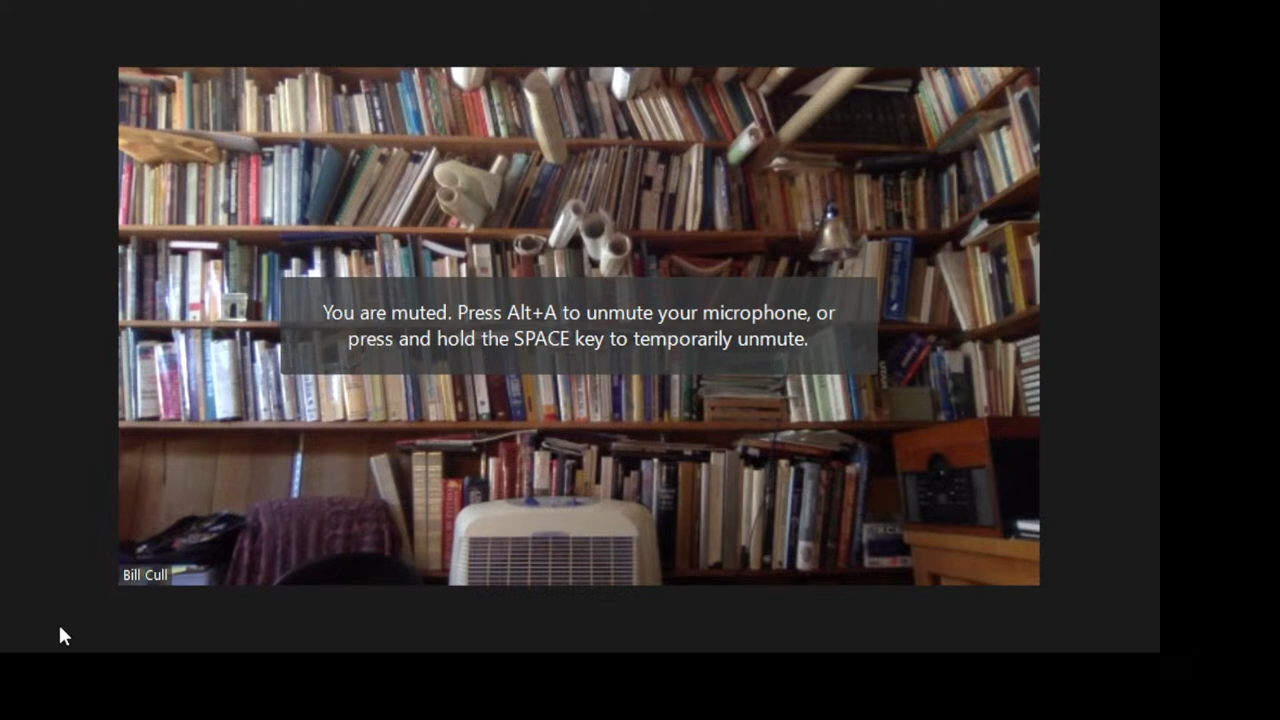 You are muted. Press Alt+A to unmute your microphone, or
press and hold the SPACE key to temporarily unmute.
Bill Cull